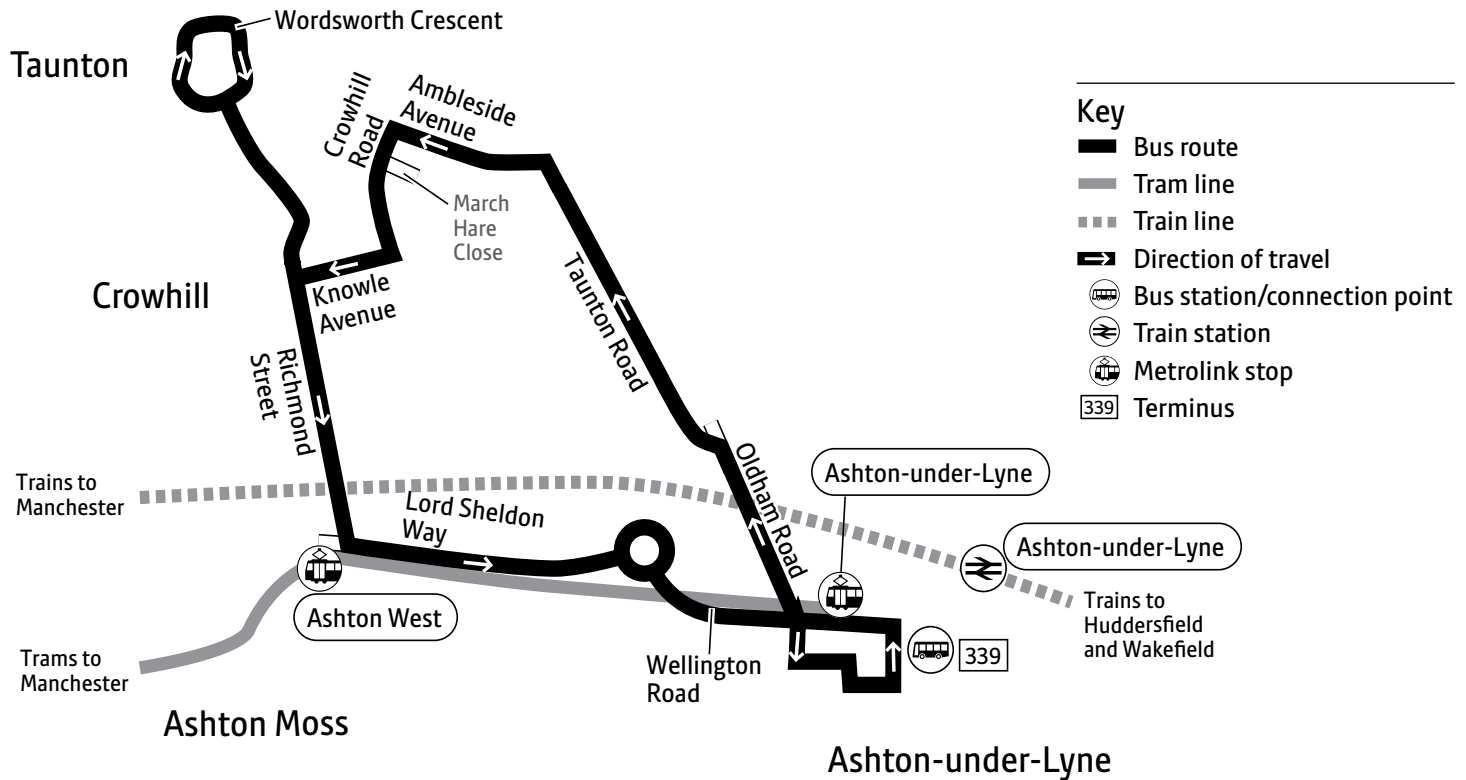 Wordsworth Crescent
Taunton
Crowhill
Road
Ambleside
Avenue
March
Hare
Close
Key
Bus route
Tram line
Train line
Direction of travel
Bus station/connection point
Train station
Metrolink stop
339 Terminus
Crowhill
Knowle
Avenue
Taunton Road
Richmond
Street
Oldham Road
Ashton-under-Lyne
Trains to
Manchester
Lord Sheldon
Way
Ashton-under-Lyne
Ashton West
Trains to
Huddersfield
and Wakefield
Trams to
Manchester
Wellington
Road
339
Ashton Moss
Ashton-under-Lyne